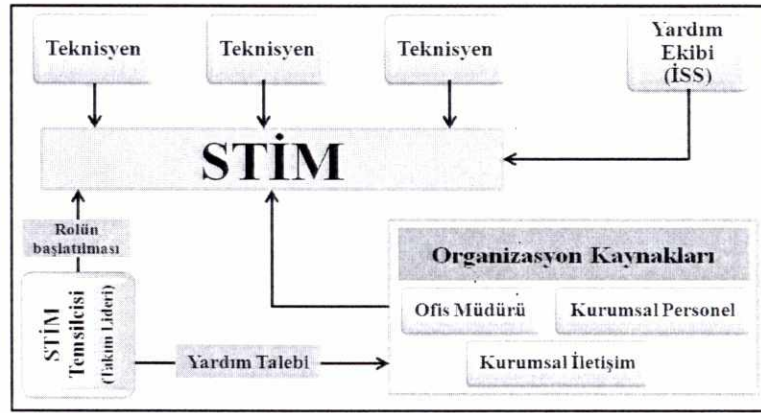 Teknisyen
Teknisyen
Teknisyen
Yardım
Ekibi
(İSS)
STİM
Rolün
başlatılması
Organizasyon Kaynakları
STİM
Temsilcisi
(Takım Lideri)
Ofis Müdürü
Kurumsal Personel
Yardım Talebi
Kurumsal İletişim